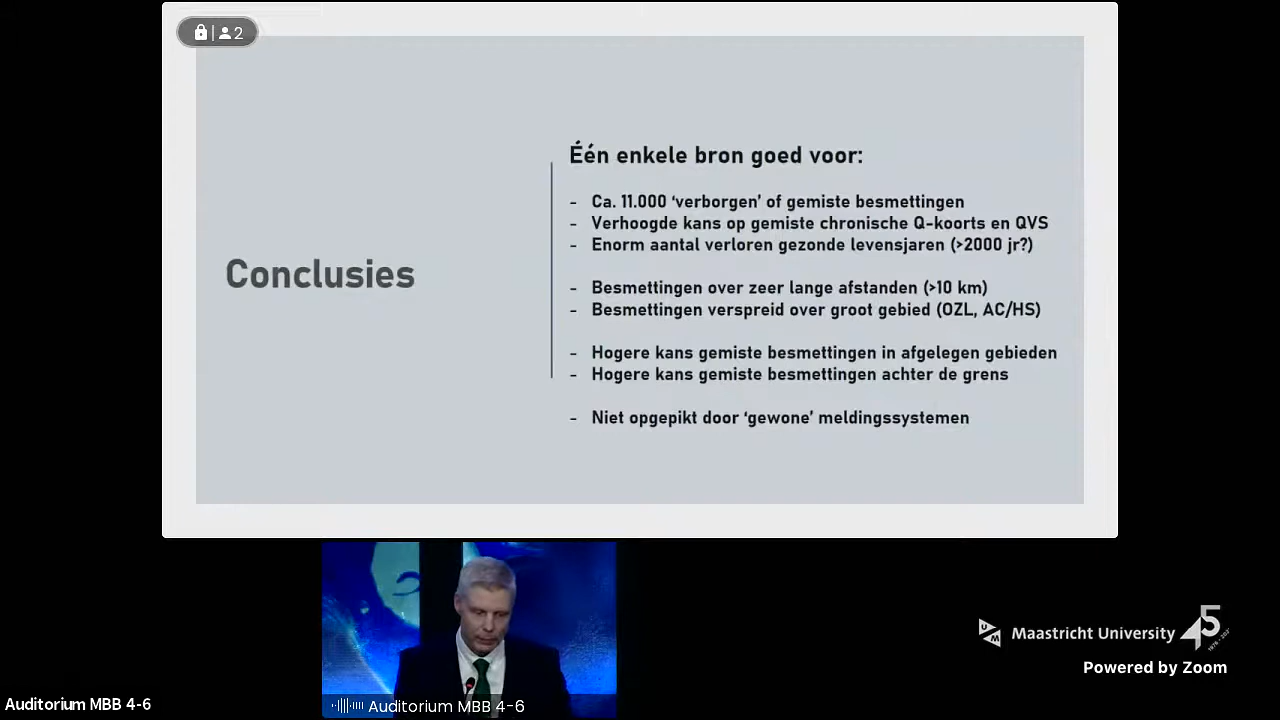 2
Één enkele bron goed voor:
- Ca. 11.000 ‘verborgen’ of gemiste besmettingen
- Verhoogde kans op gemiste chronische Q-koorts en QVS
- Enorm aantal verloren gezonde levensjaren (>2000 jr?)
Conclusies
- Besmettingen over zeer lange afstanden (>10 km)
- Besmettingen verspreid over groot gebied (OZL, AC/HS)
- Hogere kans gemiste besmettingen in afgelegen gebieden
- Hogere kans gemiste besmettingen achter de grens
- Niet opgepikt door ‘gewone’ meldingssystemen
Maastricht University 45
Powered by Zoom
Auditorium MBB 4-6
Auditorium MBB 4-6